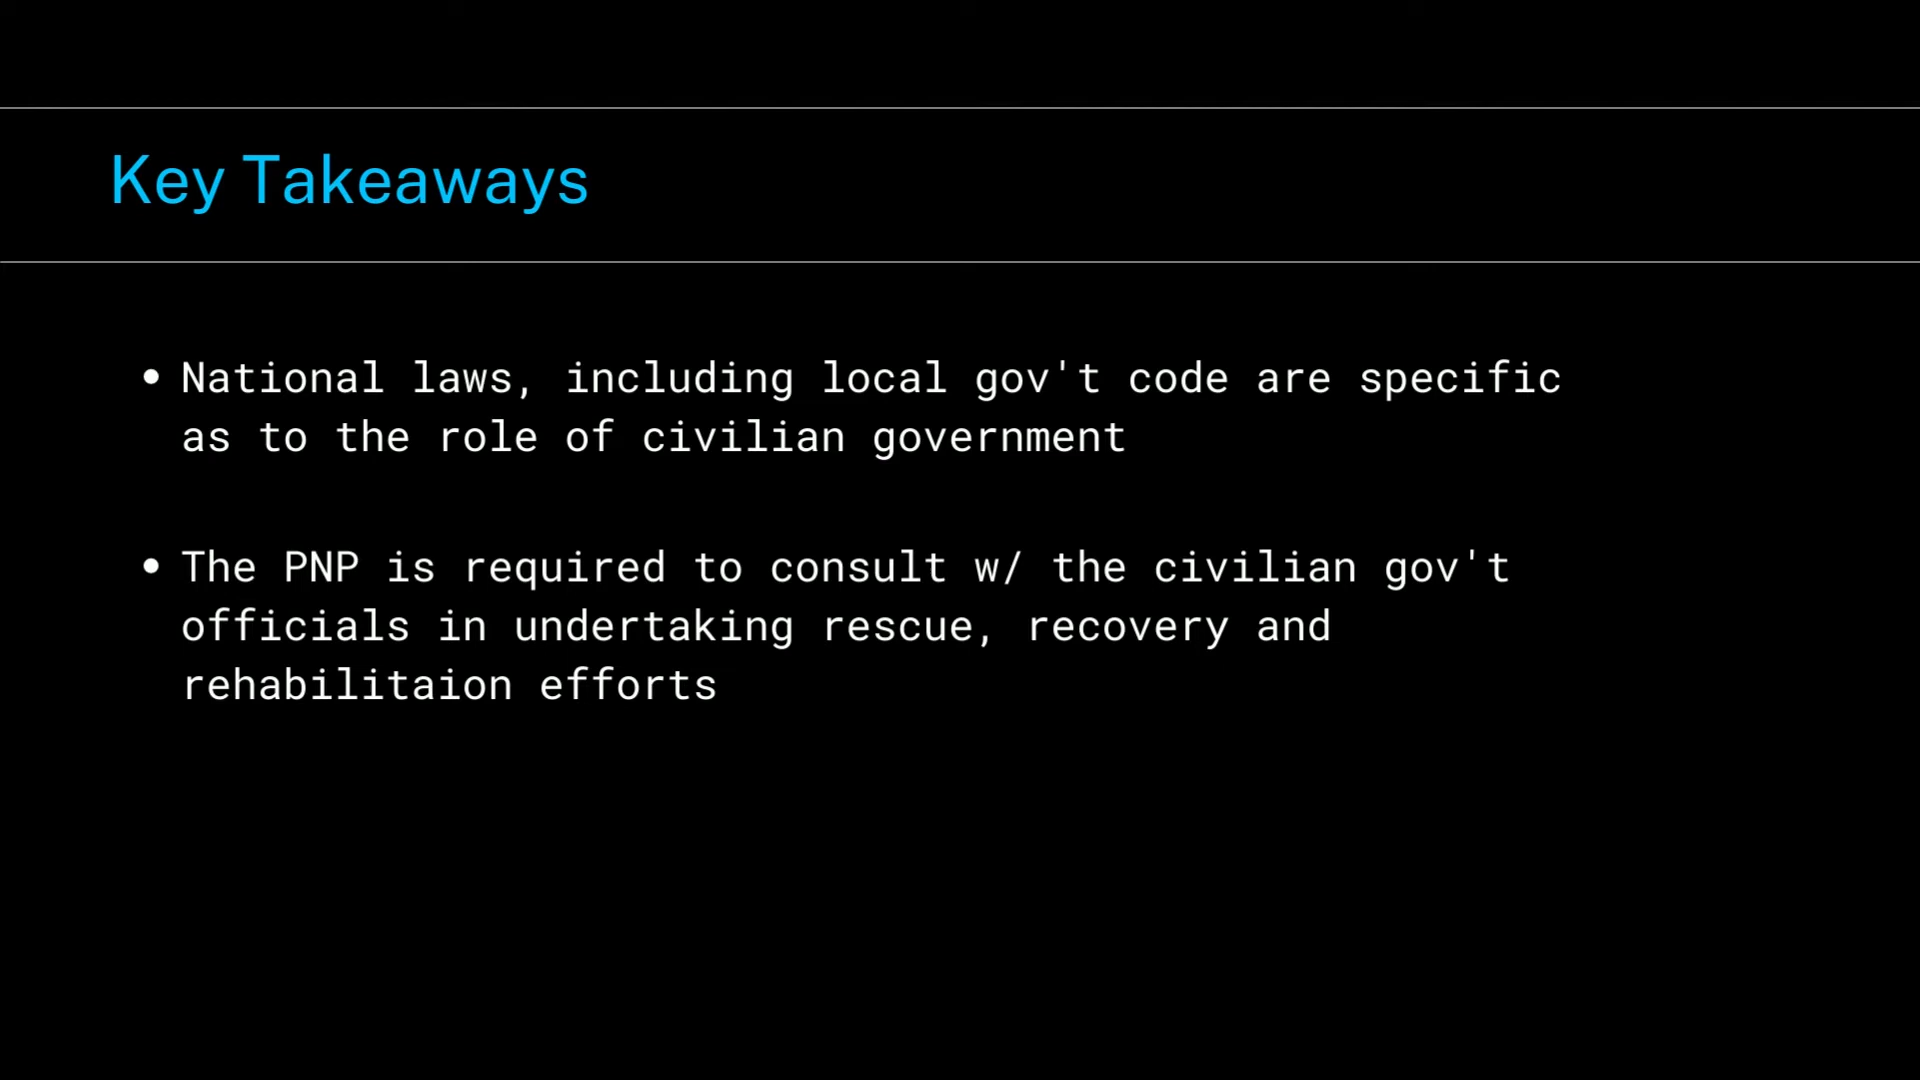 Key Takeaways
• National laws, including local gov't code are specific
as to the role of civilian government
• The PNP is required to consult w/ the civilian gov't
officials in undertaking rescue, recovery and
rehabilitaion efforts